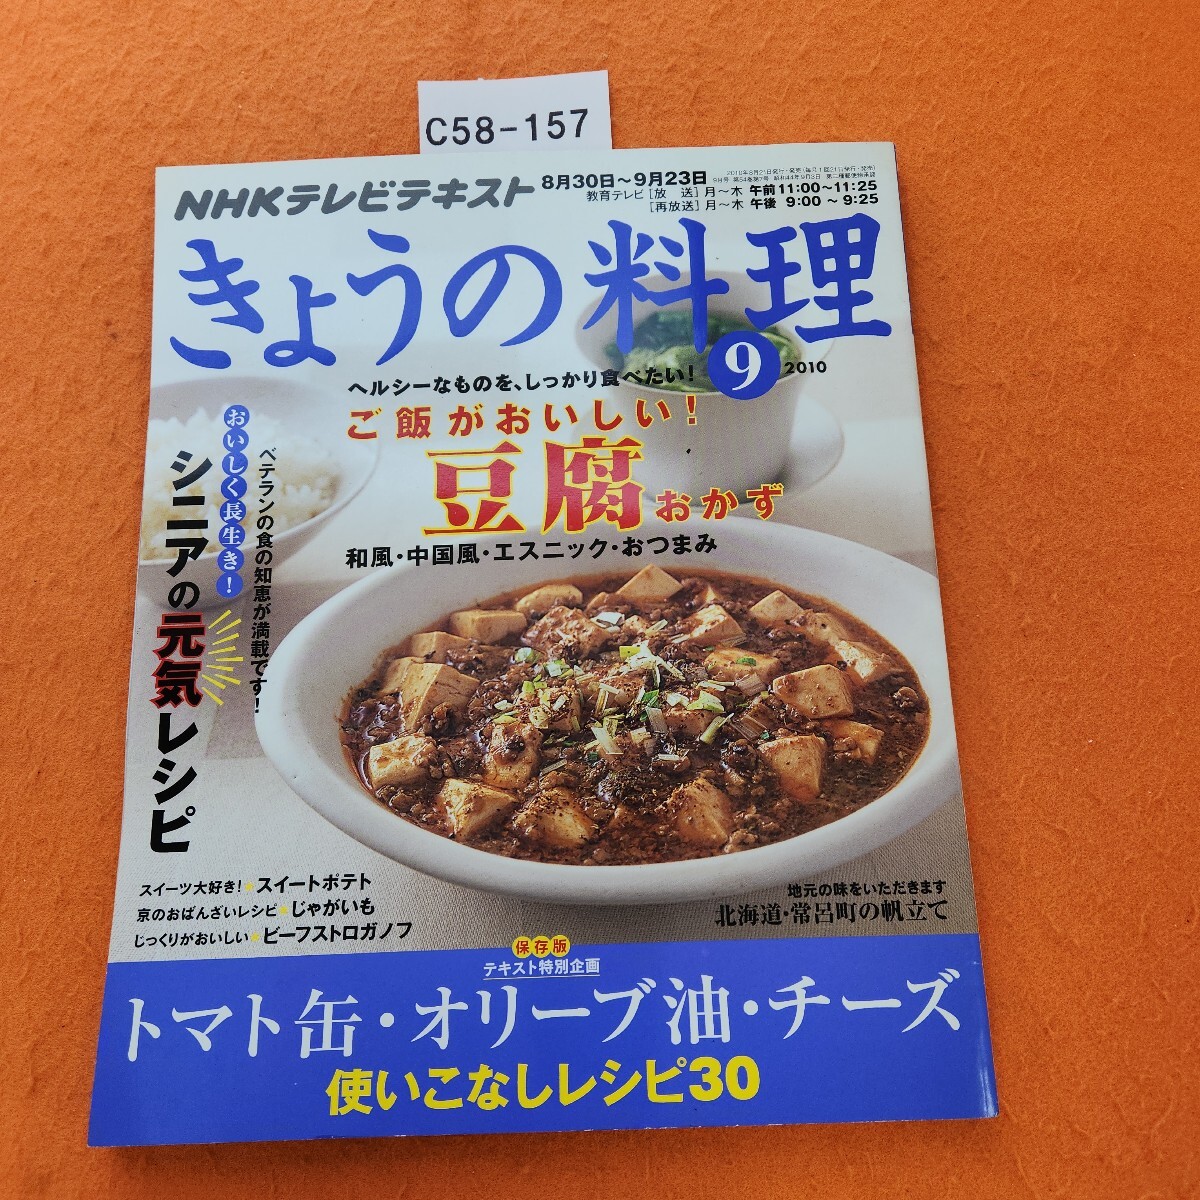 C58-157
NHKテレビテキスト
8月30日～9月23日
教育テレビ［放 送］月～木 午前11:00～11:25
［再放送］月～木 午後 9:00～9:25
きょうの料理
9
2010
ヘルシーなものを、しっかり食べたい！
ご飯がおいしい！
豆腐おかず
和風・中国風・エスニック・おつまみ
ベテランの食の知恵が満載です！
おいしく長生き！
シニアの元気レシピ
スイーツ大好き！スイートポテト
京のおばんざいレシピ じゃがいも
じっくりがおいしい ビーフストロガノフ
地元の味をいただきます
北海道・常呂町の帆立て
保存版
テキスト特別企画
トマト缶・オリーブ油・チーズ
使いこなしレシピ30